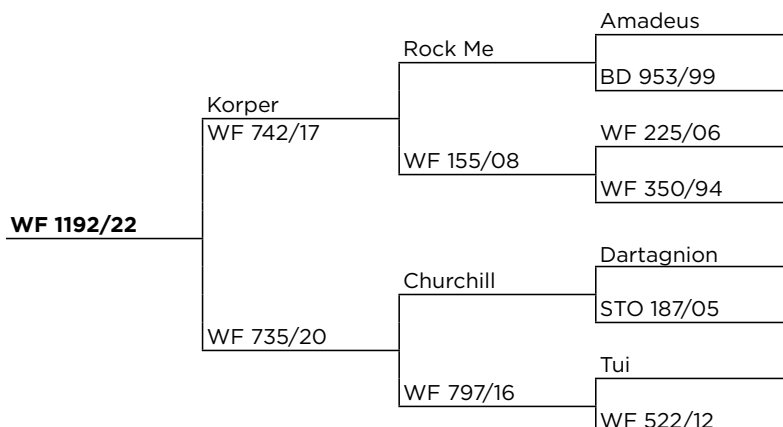 Amadeus
Rock Me
BD 953/99
Korper
WF 742/17
WF 225/06
WF 155/08
WF 350/94
WF 1192/22
Dartagnion
Churchill
STO 187/05
WF 735/20
Tui
WF 797/16
WF 522/12